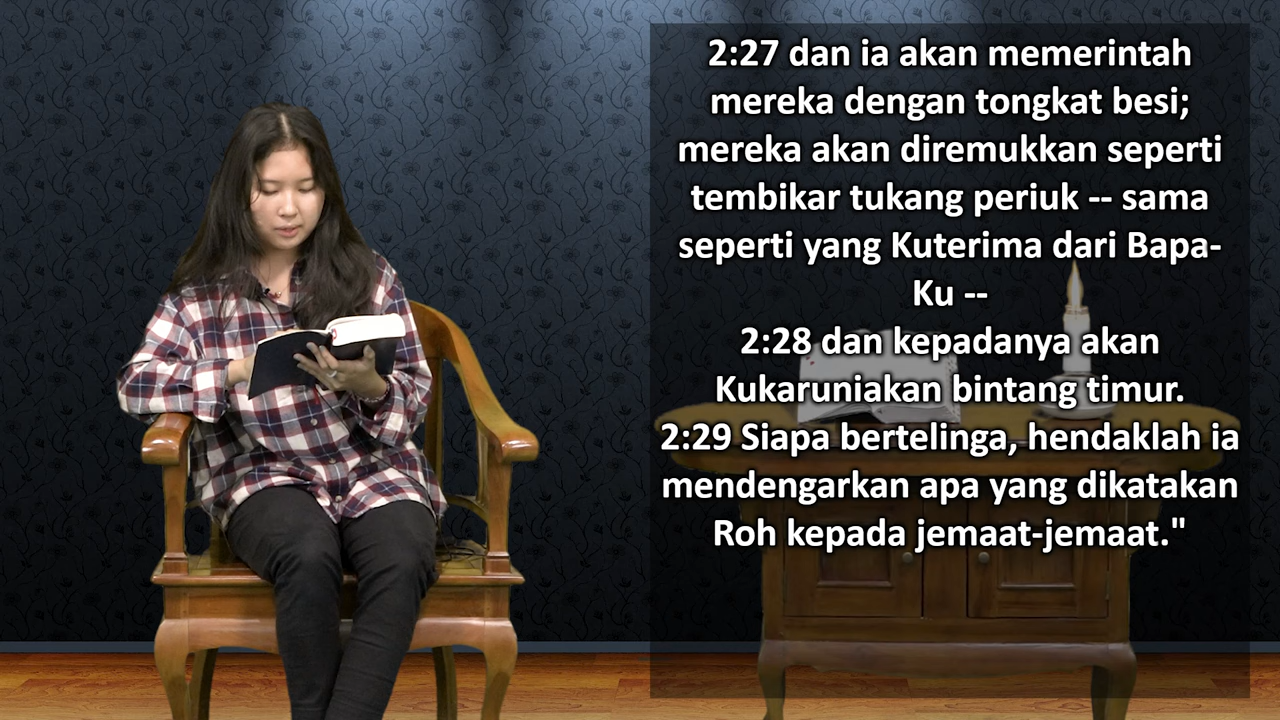 2:27 dan ia akan memerintah
mereka dengan tongkat besi;
mereka akan diremukkan seperti
tembikar tukang periuk -- sama
seperti yang Kuterima dari Bapa-
Ku --
2:28 dan kepadanya akan
Kukaruniakan bintang timur.
2:29 Siapa bertelinga, hendaklah ia
mendengarkan apa yang dikatakan
Roh kepada jemaat-jemaat."